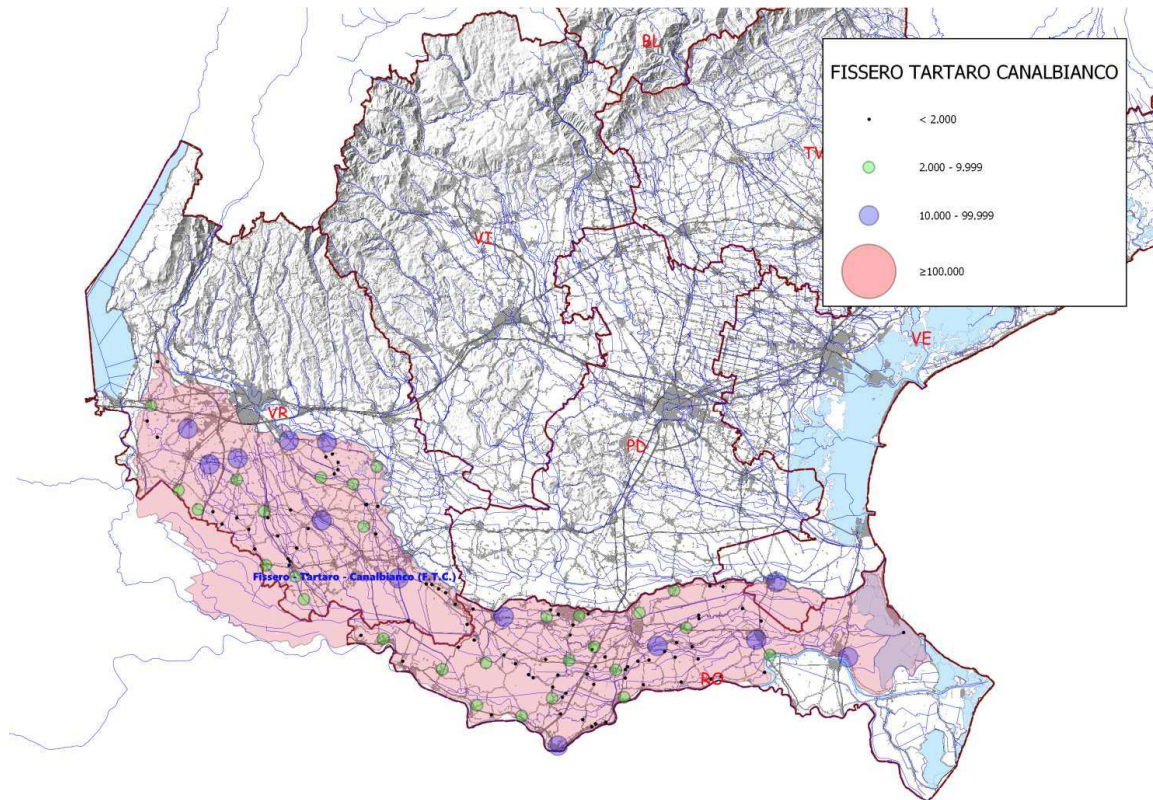 BL
FISSERO TARTARO CANALBIANCO
< 2.000
TV
2.000 - 9.999
10.000 - 99.999
VI
≥100.000
VE
VR
PD
Fissero - Tartaro - Canalbianco (F.T.C.)
RO